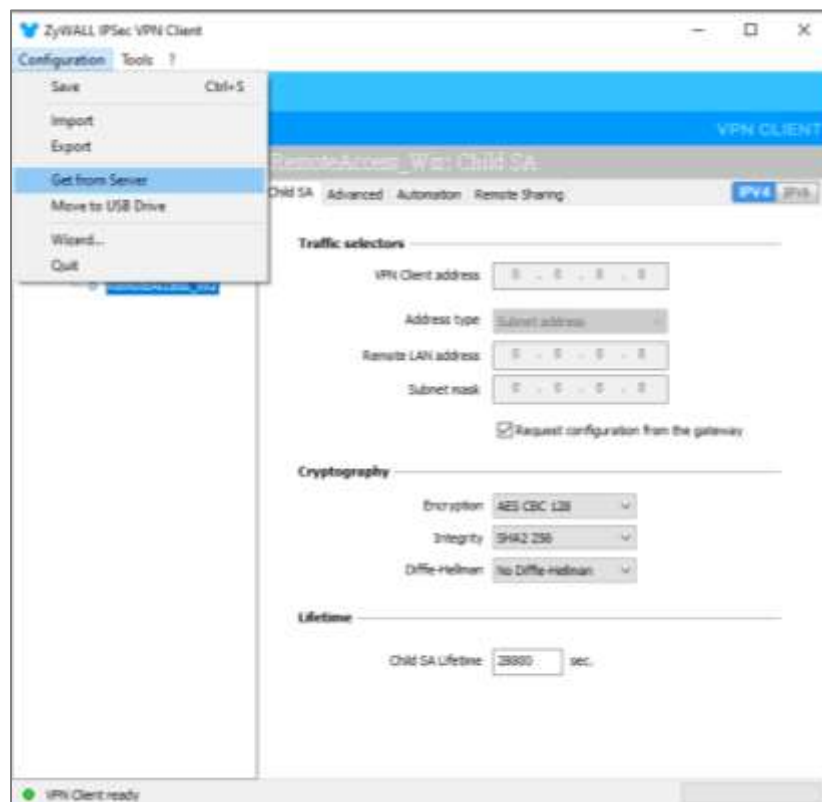 ZyWALL IPSec VPN Client
Configuration Tools ?
Save Ctrl+S
Import
Export
Get from Server
Move to USB Drive
Wizard...
Quit
VPN CLIENT
RemoteAccess_Wiz: Child SA
Child SA Advanced Automation Remote Sharing
IPV4 IPV6
Traffic selectors
VPN Client address 0 . 0 . 0 . 0
Address type Subnet address
Remote LAN address 0 . 0 . 0 . 0
Subnet mask 0 . 0 . 0 . 0
Request configuration from the gateway
Cryptography
Encryption AES CBC 128
Integrity SHA2 256
Diffie-Hellman No Diffie-Hellman
Lifetime
Child SA Lifetime 28800 sec.
VPN Client ready